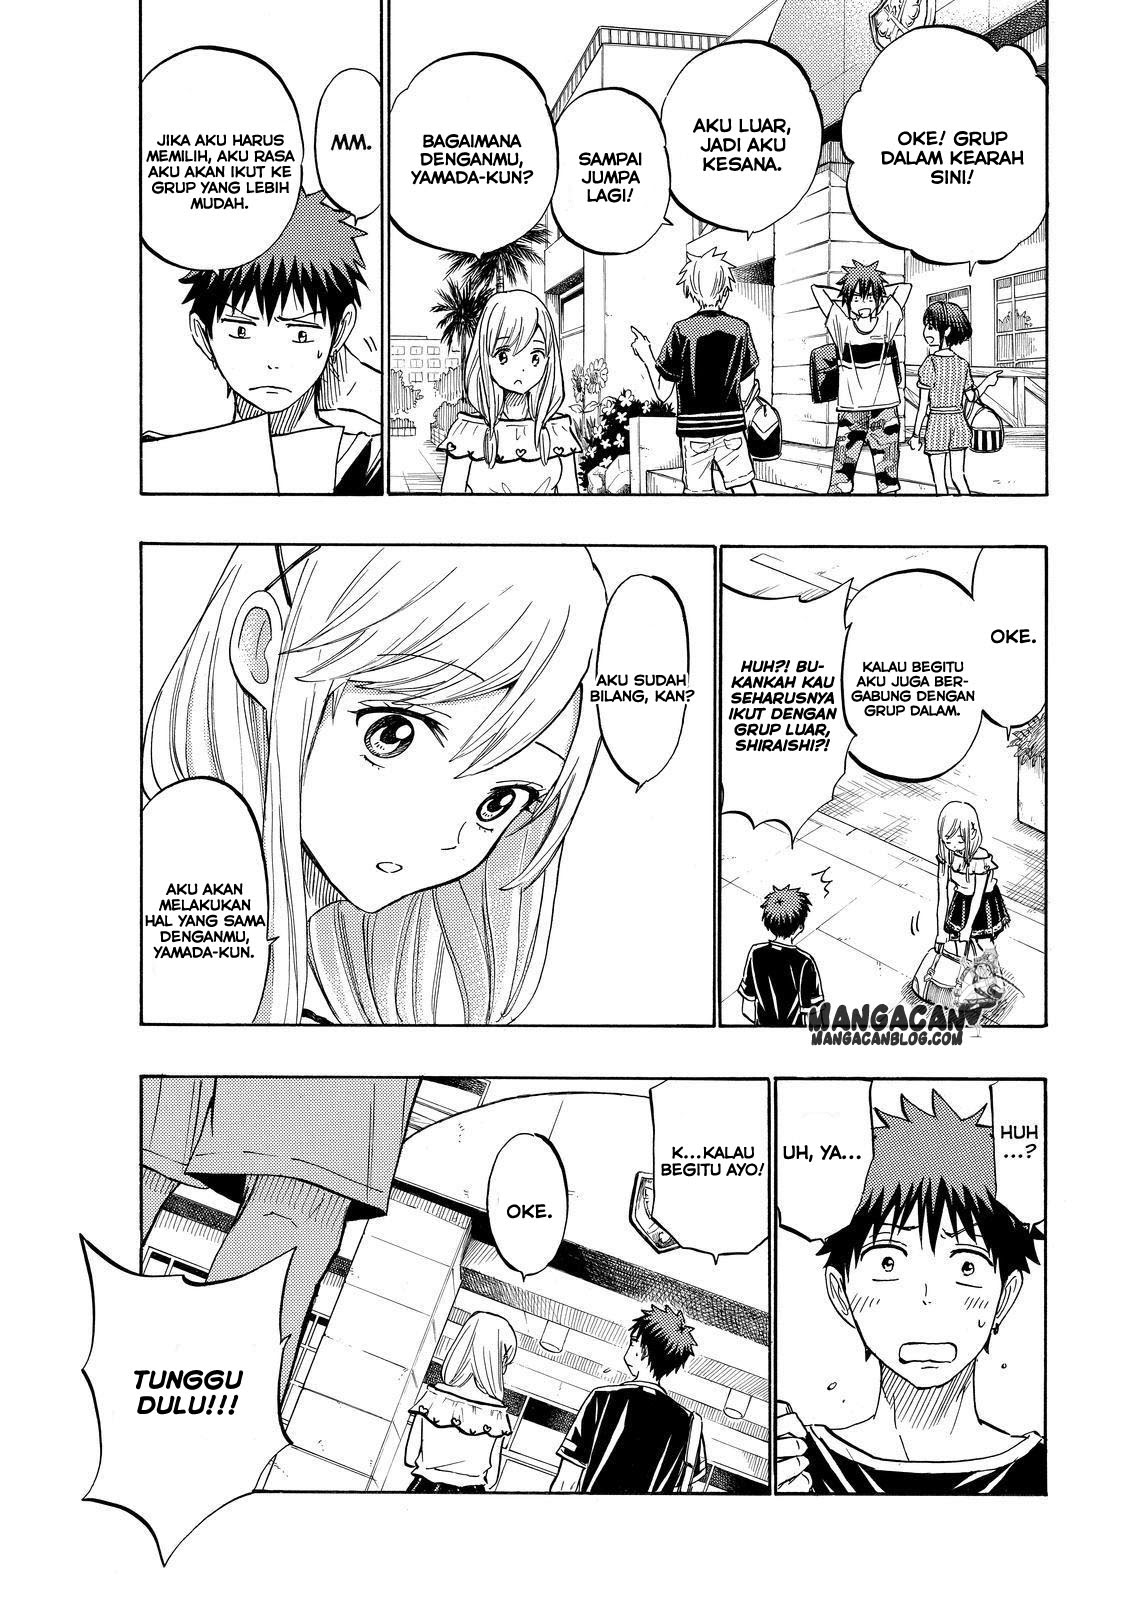 OKE! GRUP
DALAM KEARAH
SINI!
AKU LUAR,
JADI AKU
KESANA.
SAMPAI
JUMPA
LAGI!
BAGAIMANA
DENGANMU,
YAMADA-KUN?
MM.
JIKA AKU HARUS
MEMILIH, AKU RASA
AKU AKAN IKUT KE
GRUP YANG LEBIH
MUDAH.
OKE.
KALAU BEGITU
AKU JUGA BER-
GABUNG DENGAN
GRUP DALAM.
HUH?! BU-
KANKAH KAU
SEHARUSNYA
IKUT DENGAN
GRUP LUAR,
SHIRAISHI?!
MANGACAN
MANGACANBLOG.COM
AKU SUDAH
BILANG, KAN?
AKU AKAN
MELAKUKAN
HAL YANG SAMA
DENGANMU,
YAMADA-KUN.
HUH
...?
UH, YA...
K...KALAU
BEGITU AYO!
OKE.
TUNGGU
DULU!!!